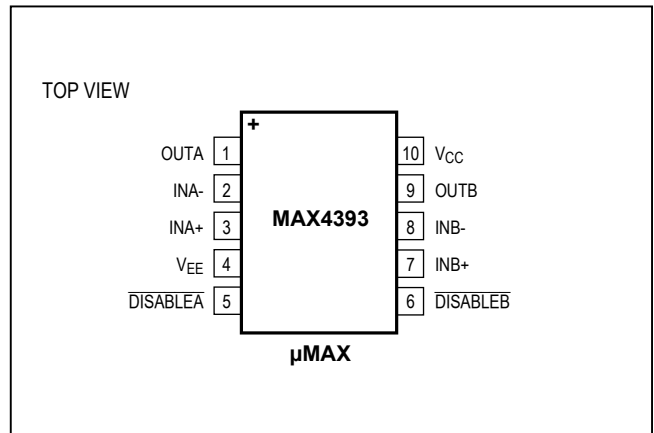 TOP VIEW
+
OUTA 1
INA- 2
INA+ 3
VEE 4
DISABLEA 5
MAX4393
10 VCC
9 OUTB
8 INB-
7 INB+
6 DISABLEB
µMAX